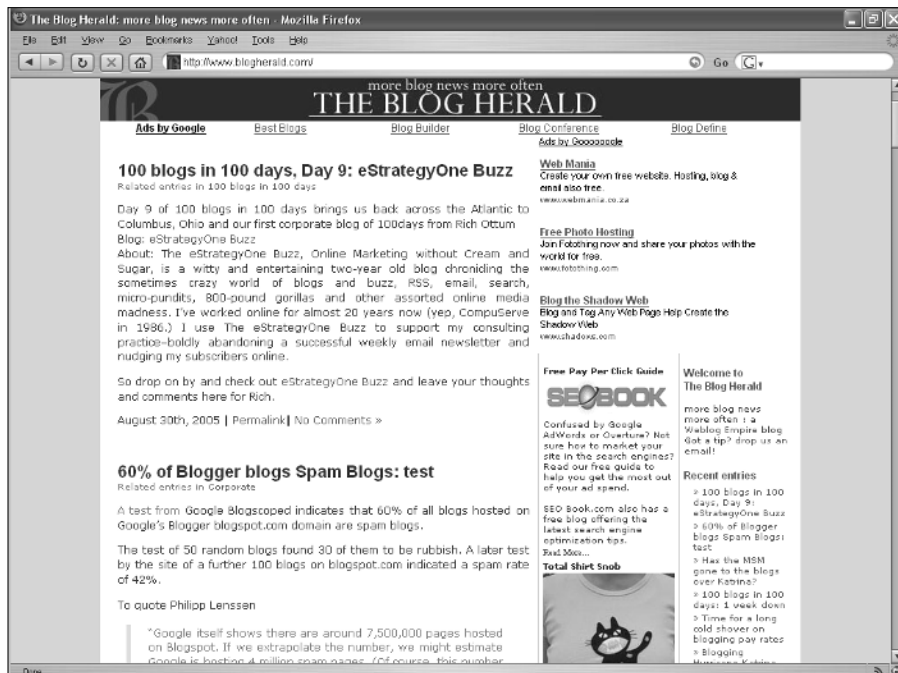 The Blog Herald: more blog news more often - Mozilla Firefox
File Edit View Go Bookmarks Yahoo! Tools Help
http://www.blogherald.com/
Go
more blog news more often
THE BLOG HERALD
Ads by Google Best Blogs Blog Builder Blog Conference Blog Define
100 blogs in 100 days, Day 9: eStrategyOne Buzz
Related entries in 100 blogs in 100 days
Day 9 of 100 blogs in 100 days brings us back across the Atlantic to
Columbus, Ohio and our first corporate blog of 100days from Rich Ottum
Blog: eStrategyOne Buzz
About: The eStrategyOne Buzz, Online Marketing without Cream and
Sugar, is a witty and entertaining two-year old blog chronicling the
sometimes crazy world of blogs and buzz, RSS, email, search,
micro-pundits, 800-pound gorillas and other assorted online media
madness. I've worked online for almost 20 years now (yep, CompuServe
in 1986.) I use The eStrategyOne Buzz to support my consulting
practice–boldly abandoning a successful weekly email newsletter and
nudging my subscribers online.
So drop on by and check out eStrategyOne Buzz and leave your thoughts
and comments here for Rich.
August 30th, 2005 | Permalink| No Comments »
60% of Blogger blogs Spam Blogs: test
Related entries in Corporate
A test from Google Blogscoped indicates that 60% of all blogs hosted on
Google's Blogger blogspot.com domain are spam blogs.
The test of 50 random blogs found 30 of them to be rubbish. A later test
by the site of a further 100 blogs on blogspot.com indicated a spam rate
of 42%.
To quote Philipp Lenssen
"Google itself shows there are around 7,500,000 pages hosted
on Blogspot. If we extrapolate the number, we might estimate
Google is hosting 4 million spam pages. (Of course, this number
Ads by Goooooogle
Web Mania
Create your own free website. Hosting, blog &
email also free.
www.webmania.co.za
Free Photo Hosting
Join Fotothing now and share your photos with the
world for free.
www.fotothing.com
Blog the Shadow Web
Blog and Tag Any Web Page Help Create the
Shadow Web
www.shadows.com
Free Pay Per Click Guide
SEOBOOK
Confused by Google
AdWords or Overture? Not
sure how to market your
site in the search engines?
Read our free guide to
help you get the most out
of your ad spend.
SEO Book.com also has a
free blog offering the
latest search engine
optimization tips.
Read More...
Total Shirt Snob
Welcome to
The Blog Herald
more blog news
more often : a
Weblog Empire blog
Got a tip? drop us an
email!
Recent entries
» 100 blogs in 100
days, Day 9:
eStrategyOne Buzz
» 60% of Blogger
blogs Spam Blogs:
test
» Has the MSM
gone to the blogs
over Katrina?
» 100 blogs in 100
days: 1 week down
» Time for a long
cold shover on
blogging pay rates
» Blogging
Hurricane Katrina
Done